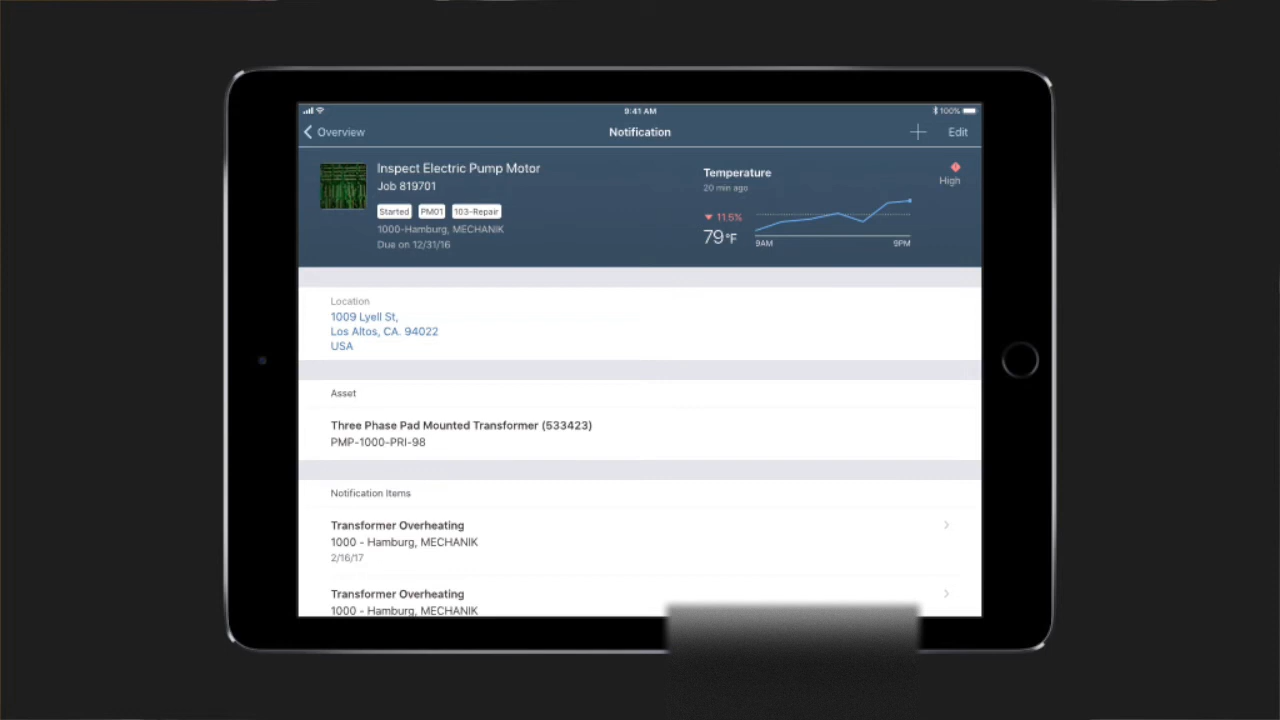 9:41 AM
100%
Overview
Notification
Edit
Inspect Electric Pump Motor
Job 819701
Started PM01 103-Repair
1000-Hamburg, MECHANIK
Due on 12/31/16
Temperature
20 min ago
11.5%
79°F
9AM 9PM
High
Location
1009 Lyell St,
Los Altos, CA. 94022
USA
Asset
Three Phase Pad Mounted Transformer (533423)
PMP-1000-PRI-98
Notification Items
Transformer Overheating
1000 - Hamburg, MECHANIK
2/16/17
Transformer Overheating
1000 - Hamburg, MECHANIK